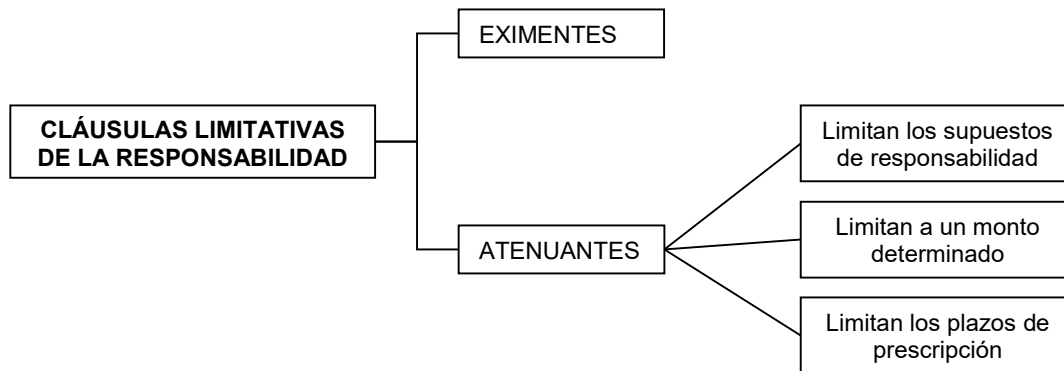 EXIMENTES
CLÁUSULAS LIMITATIVAS
DE LA RESPONSABILIDAD
ATENUANTES
Limitan los supuestos
de responsabilidad
Limitan a un monto
determinado
Limitan los plazos de
prescripción